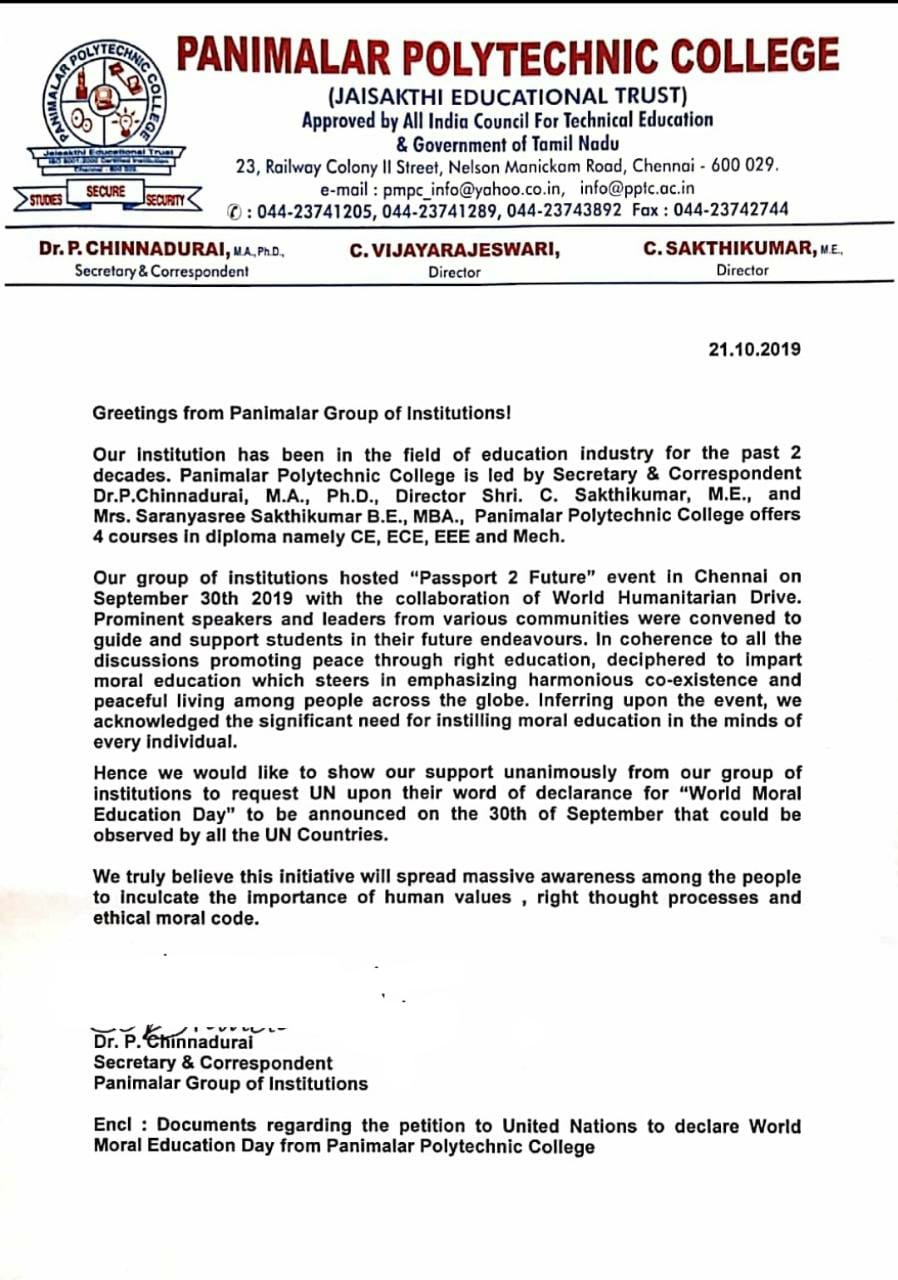 PANIMALAR POLYTECHNIC COLLEGE
PANIMALAR POLYTECHNIC COLLEGE
(JAISAKTHI EDUCATIONAL TRUST)
Approved by All India Council For Technical Education
& Government of Tamil Nadu
23, Railway Colony II Street, Nelson Manickam Road, Chennai - 600 029.
e-mail : pmpc_info@yahoo.co.in, info@pptc.ac.in
✆ : 044-23741205, 044-23741289, 044-23743892 Fax : 044-23742744
Jaisakthi Educational Trust
STUDIES SECURE SECURITY
Dr. P. CHINNADURAI, M.A.,Ph.D., C. VIJAYARAJESWARI, C. SAKTHIKUMAR, M.E.,
Secretary & Correspondent Director Director
21.10.2019
Greetings from Panimalar Group of Institutions!
Our institution has been in the field of education industry for the past 2
decades. Panimalar Polytechnic College is led by Secretary & Correspondent
Dr.P.Chinnadurai, M.A., Ph.D., Director Shri. C. Sakthikumar, M.E., and
Mrs. Saranyasree Sakthikumar B.E., MBA., Panimalar Polytechnic College offers
4 courses in diploma namely CE, ECE, EEE and Mech.
Our group of institutions hosted “Passport 2 Future” event in Chennai on
September 30th 2019 with the collaboration of World Humanitarian Drive.
Prominent speakers and leaders from various communities were convened to
guide and support students in their future endeavours. In coherence to all the
discussions promoting peace through right education, deciphered to impart
moral education which steers in emphasizing harmonious co-existence and
peaceful living among people across the globe. Inferring upon the event, we
acknowledged the significant need for instilling moral education in the minds of
every individual.
Hence we would like to show our support unanimously from our group of
institutions to request UN upon their word of declarance for “World Moral
Education Day” to be announced on the 30th of September that could be
observed by all the UN Countries.
We truly believe this initiative will spread massive awareness among the people
to inculcate the importance of human values , right thought processes and
ethical moral code.
Dr. P. Chinnadurai
Secretary & Correspondent
Panimalar Group of Institutions
Encl : Documents regarding the petition to United Nations to declare World
Moral Education Day from Panimalar Polytechnic College